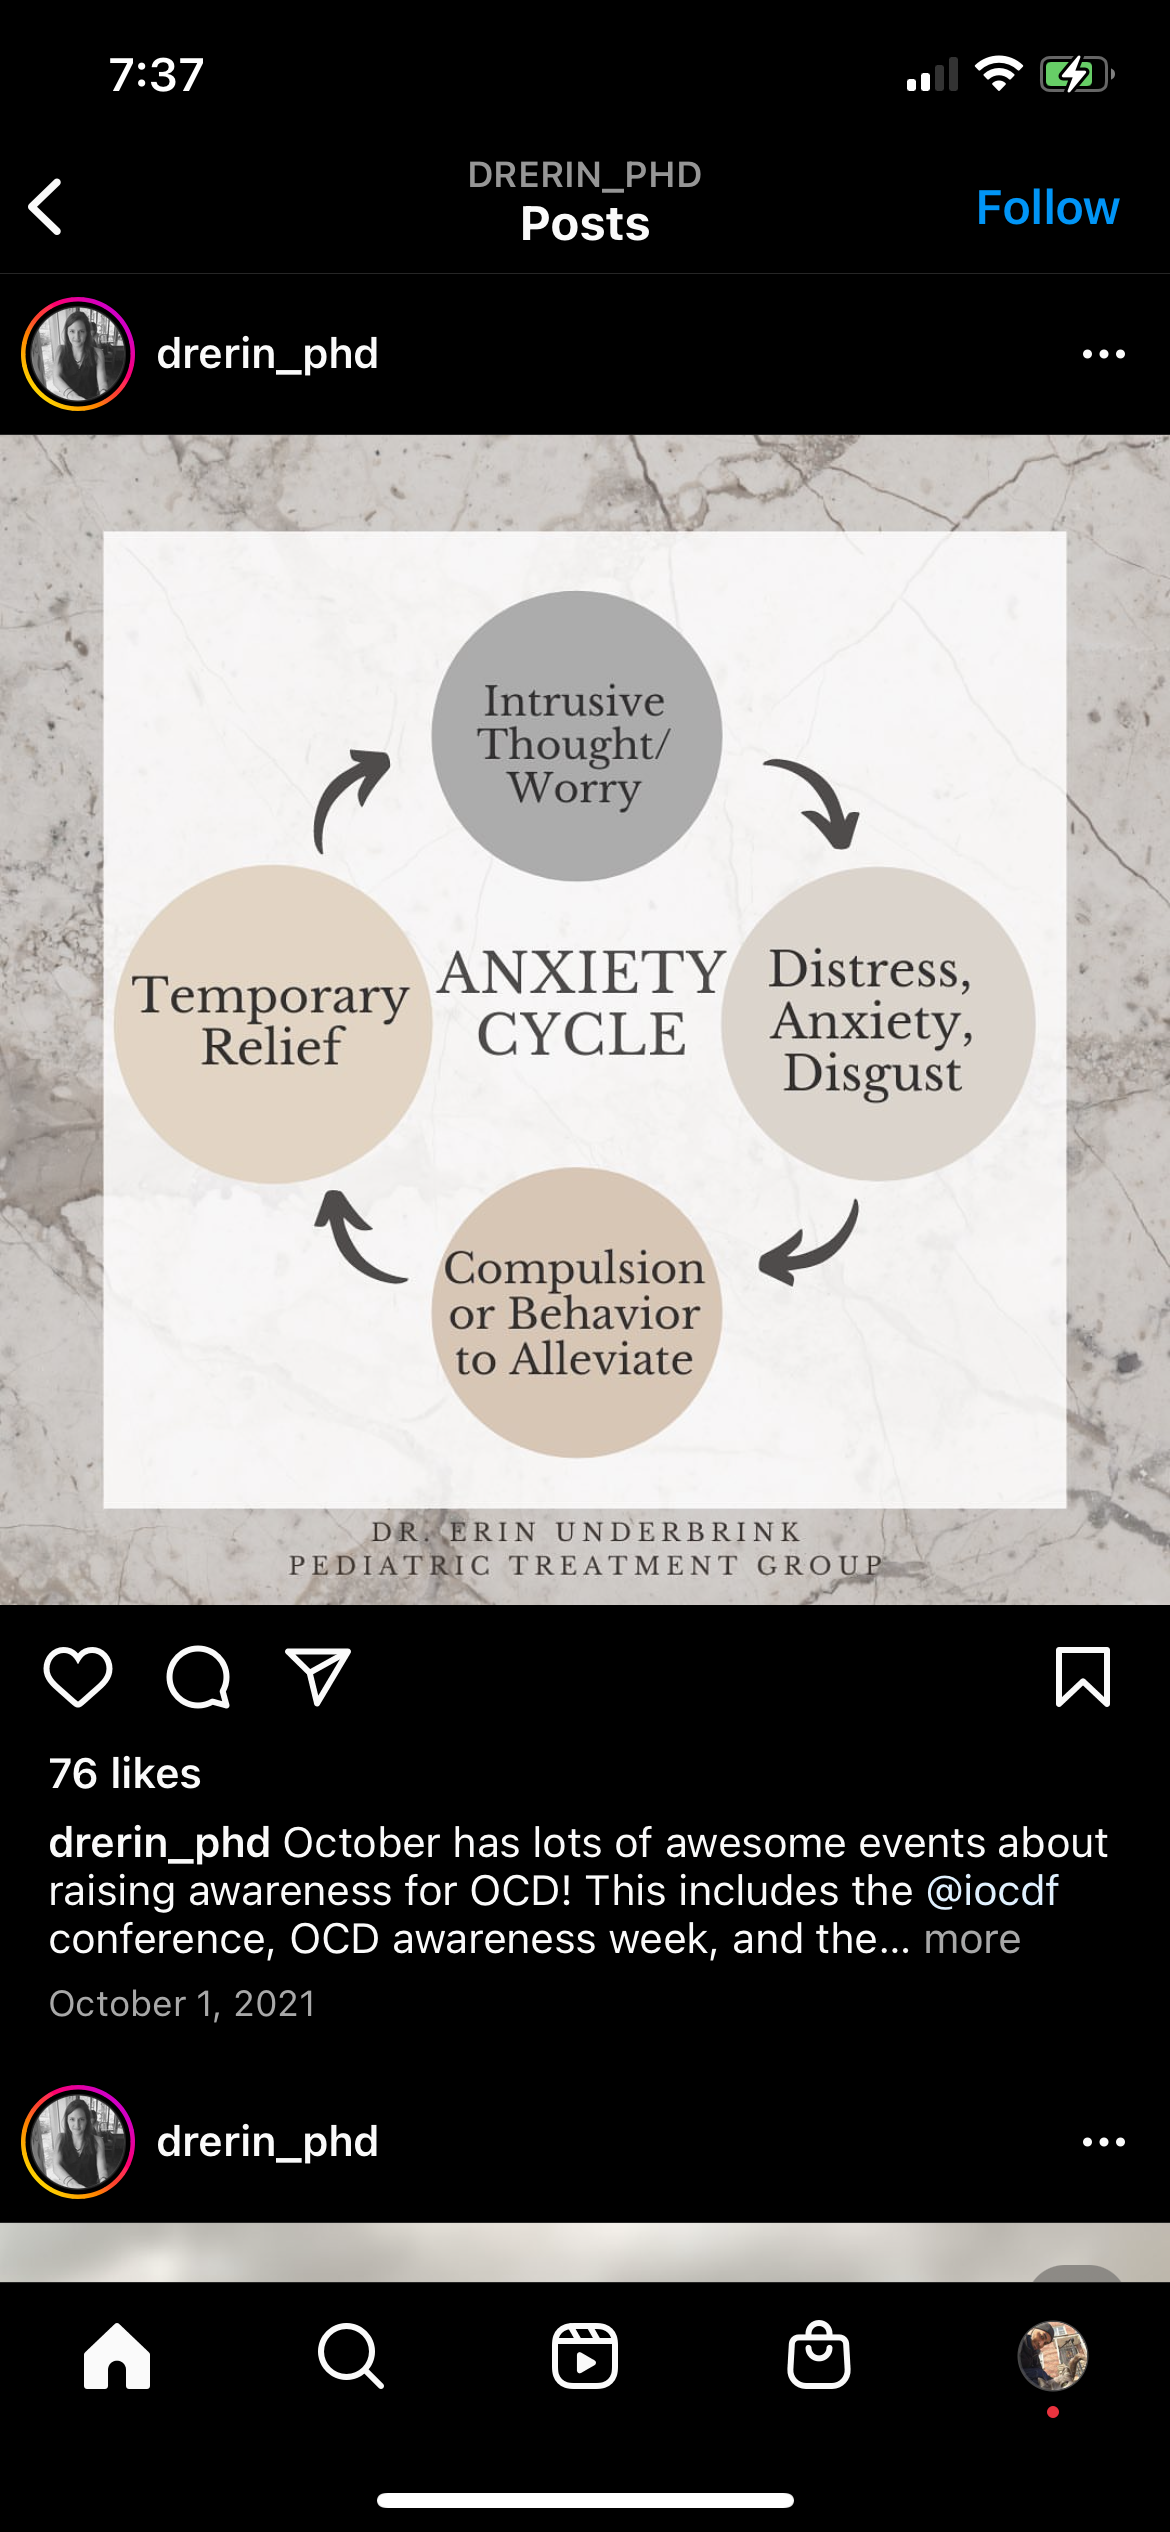 7:37
DRERIN_PHD
Posts
Follow
drerin_phd
Intrusive
Thought/
Worry
Temporary
Relief
ANXIETY
CYCLE
Distress,
Anxiety,
Disgust
Compulsion
or Behavior
to Alleviate
DR. ERIN UNDERBRINK
PEDIATRIC TREATMENT GROUP
76 likes
drerin_phd October has lots of awesome events about
raising awareness for OCD! This includes the @iocdf
conference, OCD awareness week, and the... more
October 1, 2021
drerin_phd